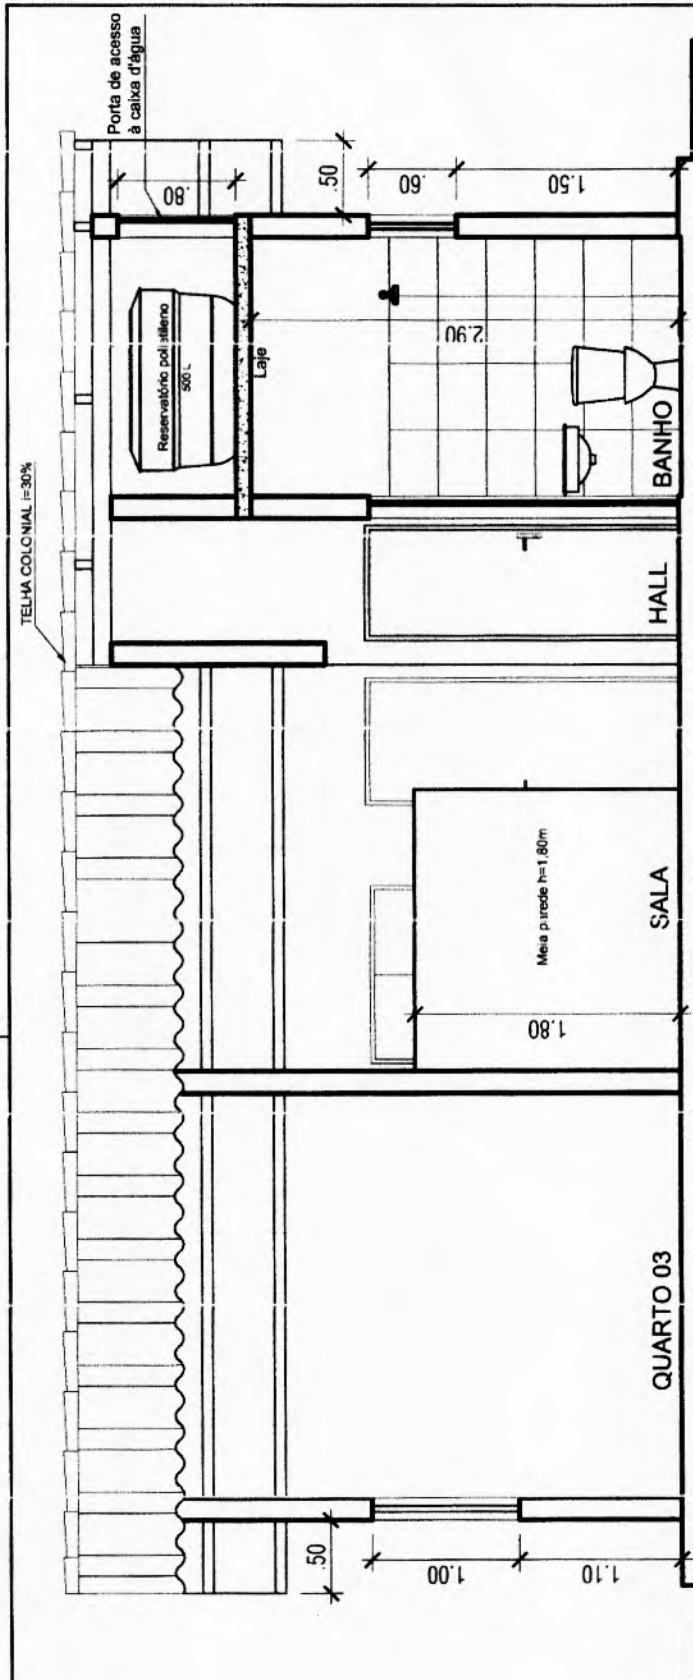 TELHA COLONIAL i=30%
Porta de acesso
à caixa d'água
.80
Reservatório polietileno
500 L
Laje
.50
.60
1.50
2.90
BANHO
HALL
Meia parede h=1,80m
1.80
SALA
QUARTO 03
.50
1.00
1.10